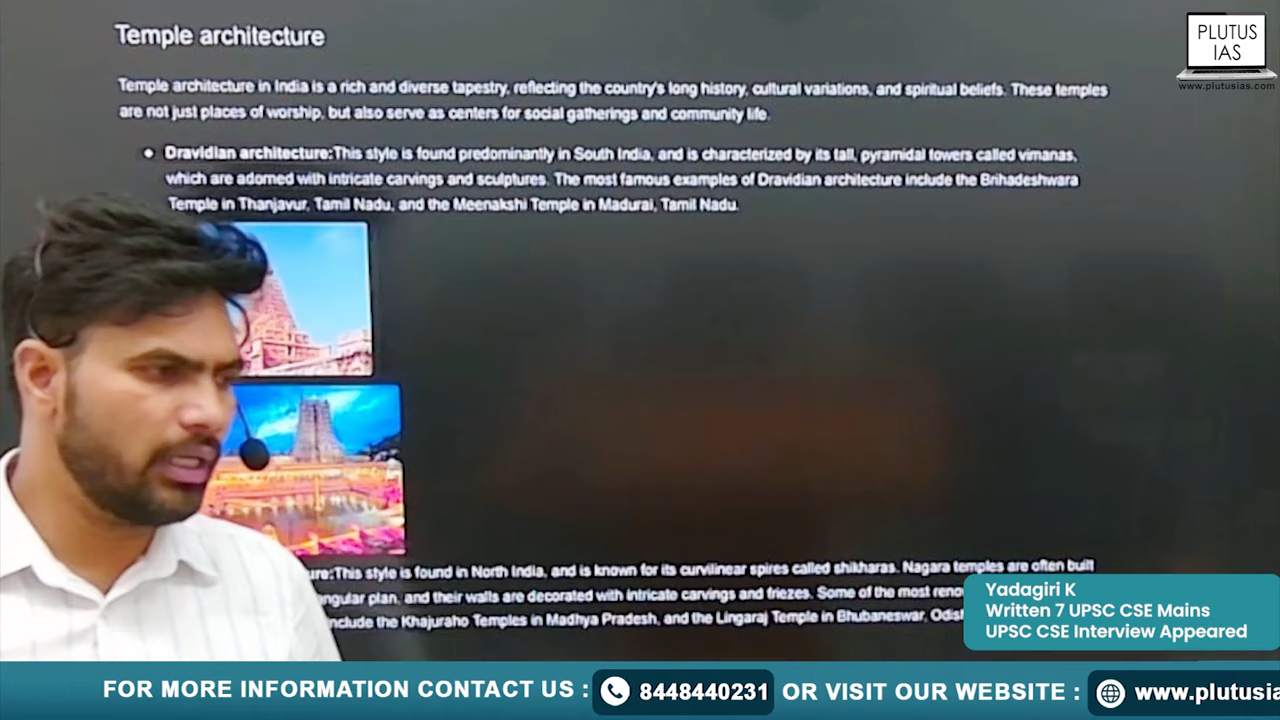 Temple architecture
PLUTUS
IAS
www.plutusias.com
Temple architecture in India is a rich and diverse tapestry, reflecting the country's long history, cultural variations, and spiritual beliefs. These temples
are not just places of worship, but also serve as centers for social gatherings and community life.
• Dravidian architecture:This style is found predominantly in South India, and is characterized by its tall, pyramidal towers called vimanas,
which are adorned with intricate carvings and sculptures. The most famous examples of Dravidian architecture include the Brihadeshwara
Temple in Thanjavur, Tamil Nadu, and the Meenakshi Temple in Madurai, Tamil Nadu.
ure:This style is found in North India, and is known for its curvilinear spires called shikharas. Nagara temples are often built
ngular plan, and their walls are decorated with intricate carvings and friezes. Some of the most reno
nclude the Khajuraho Temples in Madhya Pradesh, and the Lingaraj Temple in Bhubaneswar, Odis
Yadagiri K
Written 7 UPSC CSE Mains
UPSC CSE Interview Appeared
FOR MORE INFORMATION CONTACT US : 8448440231 OR VISIT OUR WEBSITE : www.plutusia